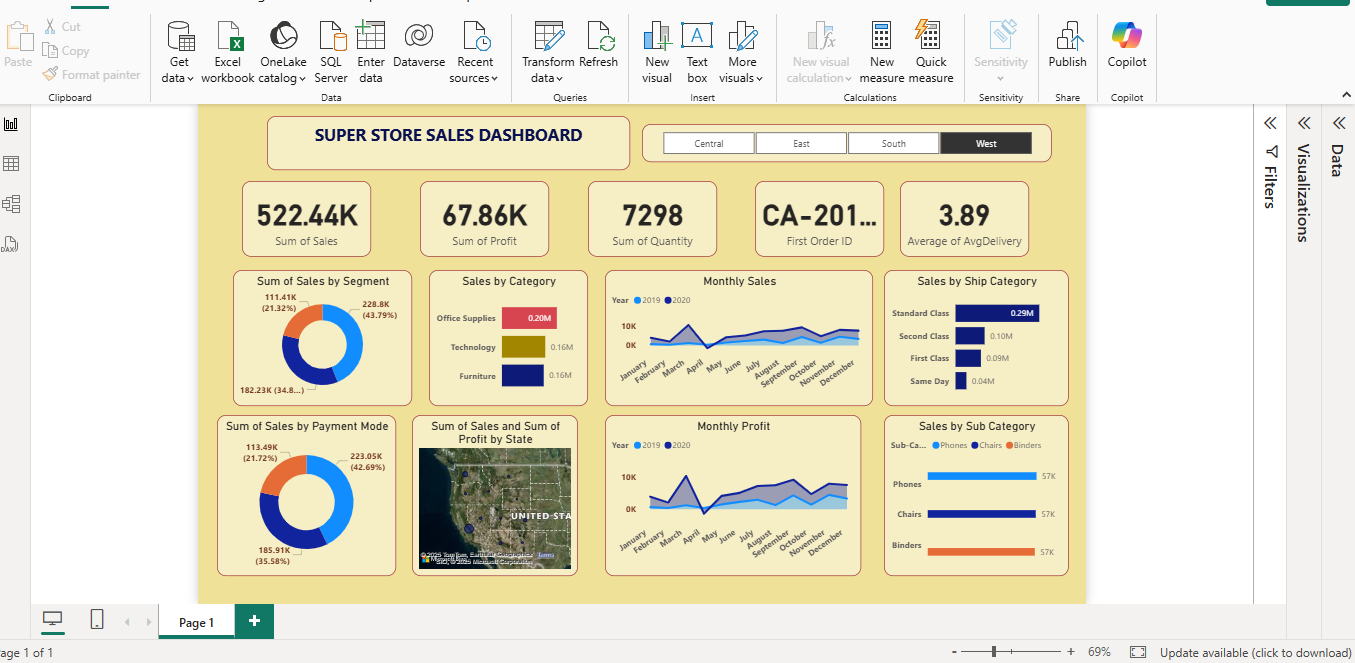 Cut
Copy
Format painter
Paste
Clipboard
Get data
Excel workbook
OneLake catalog
SQL Server
Enter data
Dataverse
Recent sources
Data
Transform data
Refresh
Queries
New visual
Text box
More visuals
Insert
New visual calculation
New measure
Quick measure
Calculations
Sensitivity
Sensitivity
Publish
Share
Copilot
Copilot
SUPER STORE SALES DASHBOARD
Central East South West
522.44K
Sum of Sales
67.86K
Sum of Profit
7298
Sum of Quantity
CA-201...
First Order ID
3.89
Average of AvgDelivery
Sum of Sales by Segment
111.41K
(21.32%)
228.8K
(43.79%)
182.23K (34.8...)
Sales by Category
Office Supplies 0.20M
Technology 0.16M
Furniture 0.16M
Monthly Sales
Year 2019 2020
10K
0K
January February March April May June July August September October November December
Sales by Ship Category
Standard Class 0.29M
Second Class 0.10M
First Class 0.09M
Same Day 0.04M
Sum of Sales by Payment Mode
113.49K
(21.72%)
223.05K
(42.69%)
185.91K
(35.58%)
Sum of Sales and Sum of
Profit by State
UNITED STA
Monthly Profit
Year 2019 2020
10K
0K
January February March April May June July August September October November December
Sales by Sub Category
Sub-Ca... Phones Chairs Binders
Phones 57K
Chairs 57K
Binders 57K
Filters
Visualizations
Data
Page 1
+
age 1 of 1
- + 69%
Update available (click to download)